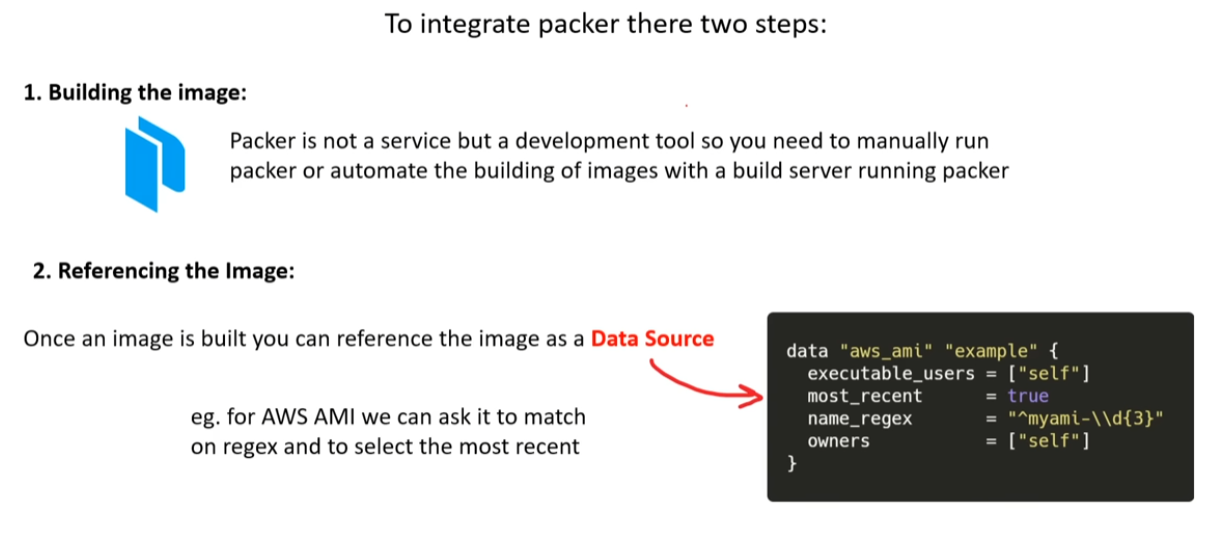 To integrate packer there two steps:
1. Building the image:
Packer is not a service but a development tool so you need to manually run
packer or automate the building of images with a build server running packer
2. Referencing the Image:
Once an image is built you can reference the image as a Data Source
eg. for AWS AMI we can ask it to match
on regex and to select the most recent
data "aws_ami" "example" {
  executable_users = ["self"]
  most_recent      = true
  name_regex       = "^myami-\\d{3}"
  owners           = ["self"]
}